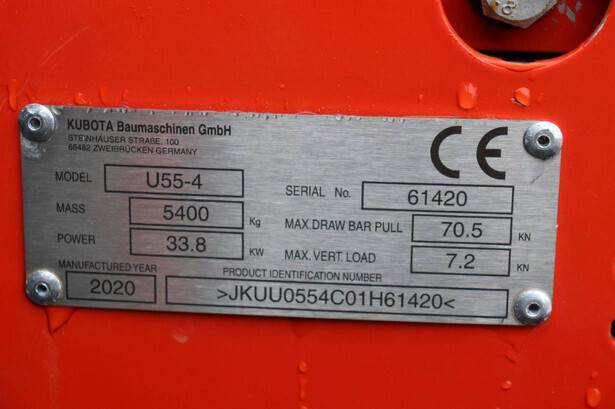 KUBOTA Baumaschinen GmbH
STEINHAUSER STRAßE, 100
66482 ZWEIBRÜCKEN GERMANY
CE
MODEL U55-4
SERIAL No. 61420
MASS 5400 Kg
MAX.DRAW BAR PULL 70.5 KN
POWER 33.8 KW
MAX. VERT. LOAD 7.2 KN
MANUFACTURED YEAR
2020
PRODUCT IDENTIFICATION NUMBER
>JKUU0554C01H61420<
8